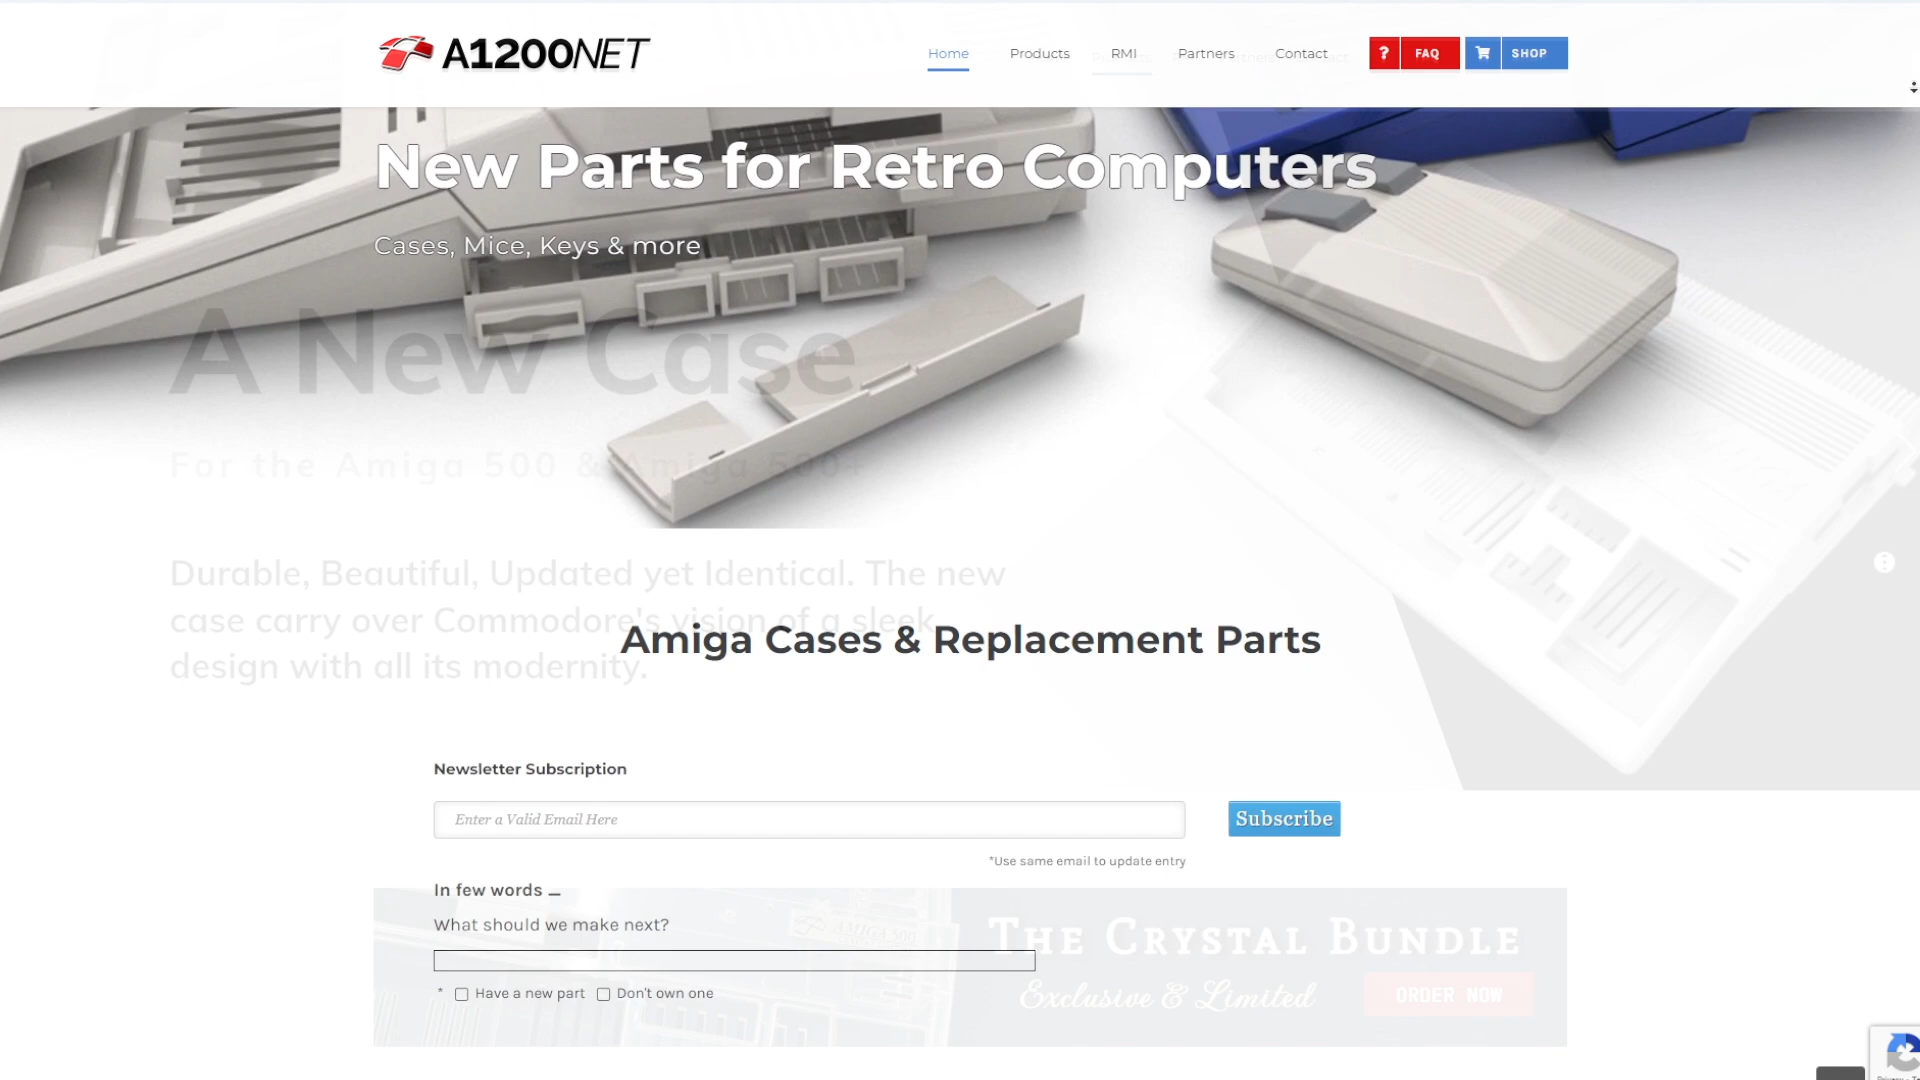 A1200NET
Home Products RMI Partners Contact ? FAQ SHOP
New Parts for Retro Computers
Cases, Mice, Keys & more
A New Case
For the Amiga 500 & Amiga 500+
Durable, Beautiful, Updated yet Identical. The new
case carry over Commodore's vision of a sleek
design with all its modernity.
Amiga Cases & Replacement Parts
Newsletter Subscription
Enter a Valid Email Here
Subscribe
*Use same email to update entry
In few words _
What should we make next?
* Have a new part Don't own one
AMIGA 500
The Crystal Bundle
Exclusive & Limited
ORDER NOW